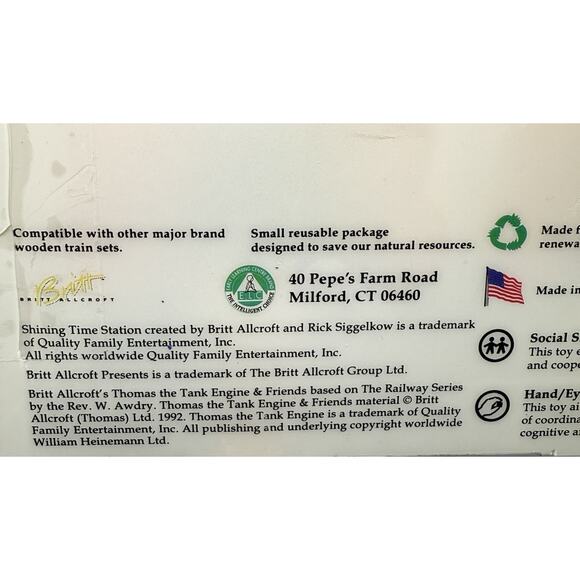 Compatible with other major brand
wooden train sets.
Small reusable package
designed to save our natural resources.
Made f
renewa
Britt
BRITT ALLCROFT
EARLY LEARNING CENTRE BRAND
ELC
THE INTELLIGENT CHOICE
40 Pepe's Farm Road
Milford, CT 06460
Made in
Shining Time Station created by Britt Allcroft and Rick Siggelkow is a trademark
of Quality Family Entertainment, Inc.
All rights worldwide Quality Family Entertainment, Inc.
Britt Allcroft Presents is a trademark of The Britt Allcroft Group Ltd.
Britt Allcroft's Thomas the Tank Engine & Friends based on The Railway Series
by the Rev. W. Awdry. Thomas the Tank Engine & Friends material © Britt
Allcroft (Thomas) Ltd. 1992. Thomas the Tank Engine is a trademark of Quality
Family Entertainment, Inc. All publishing and underlying copyright worldwide
William Heinemann Ltd.
Social S
This toy e
and coope
Hand/Ey
This toy ai
of coordina
cognitive a